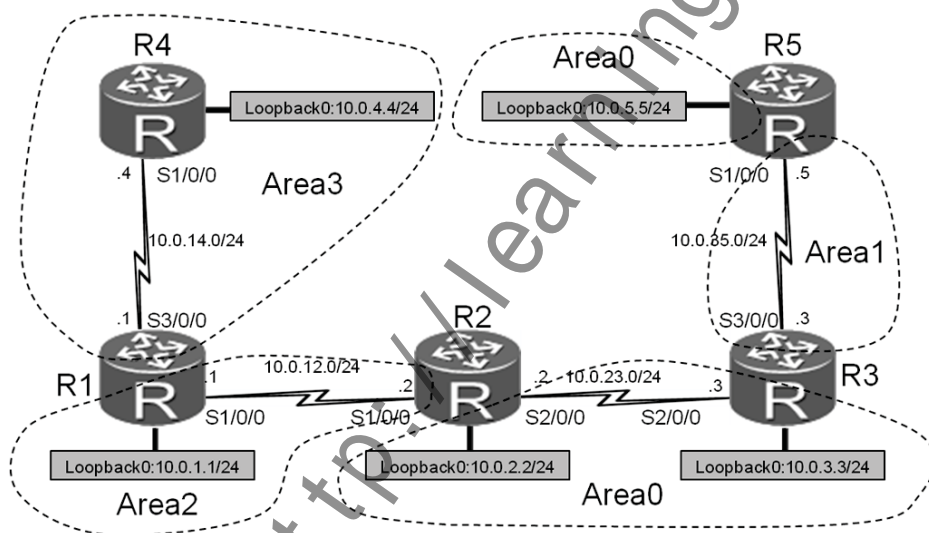 R4
Area0
R5
Loopback0:10.0.4.4/24
Loopback0:10.0.5.5/24
.4
S1/0/0
Area3
S1/0/0
.5
10.0.14.0/24
10.0.35.0/24
Area1
.1
S3/0/0
R2
S3/0/0
.3
R1
10.0.12.0/24
10.0.23.0/24
R3
.1
.2
.2
.3
S1/0/0
S1/0/0
S2/0/0
S2/0/0
Loopback0:10.0.1.1/24
Loopback0:10.0.2.2/24
Loopback0:10.0.3.3/24
Area2
Area0
ttp://learning